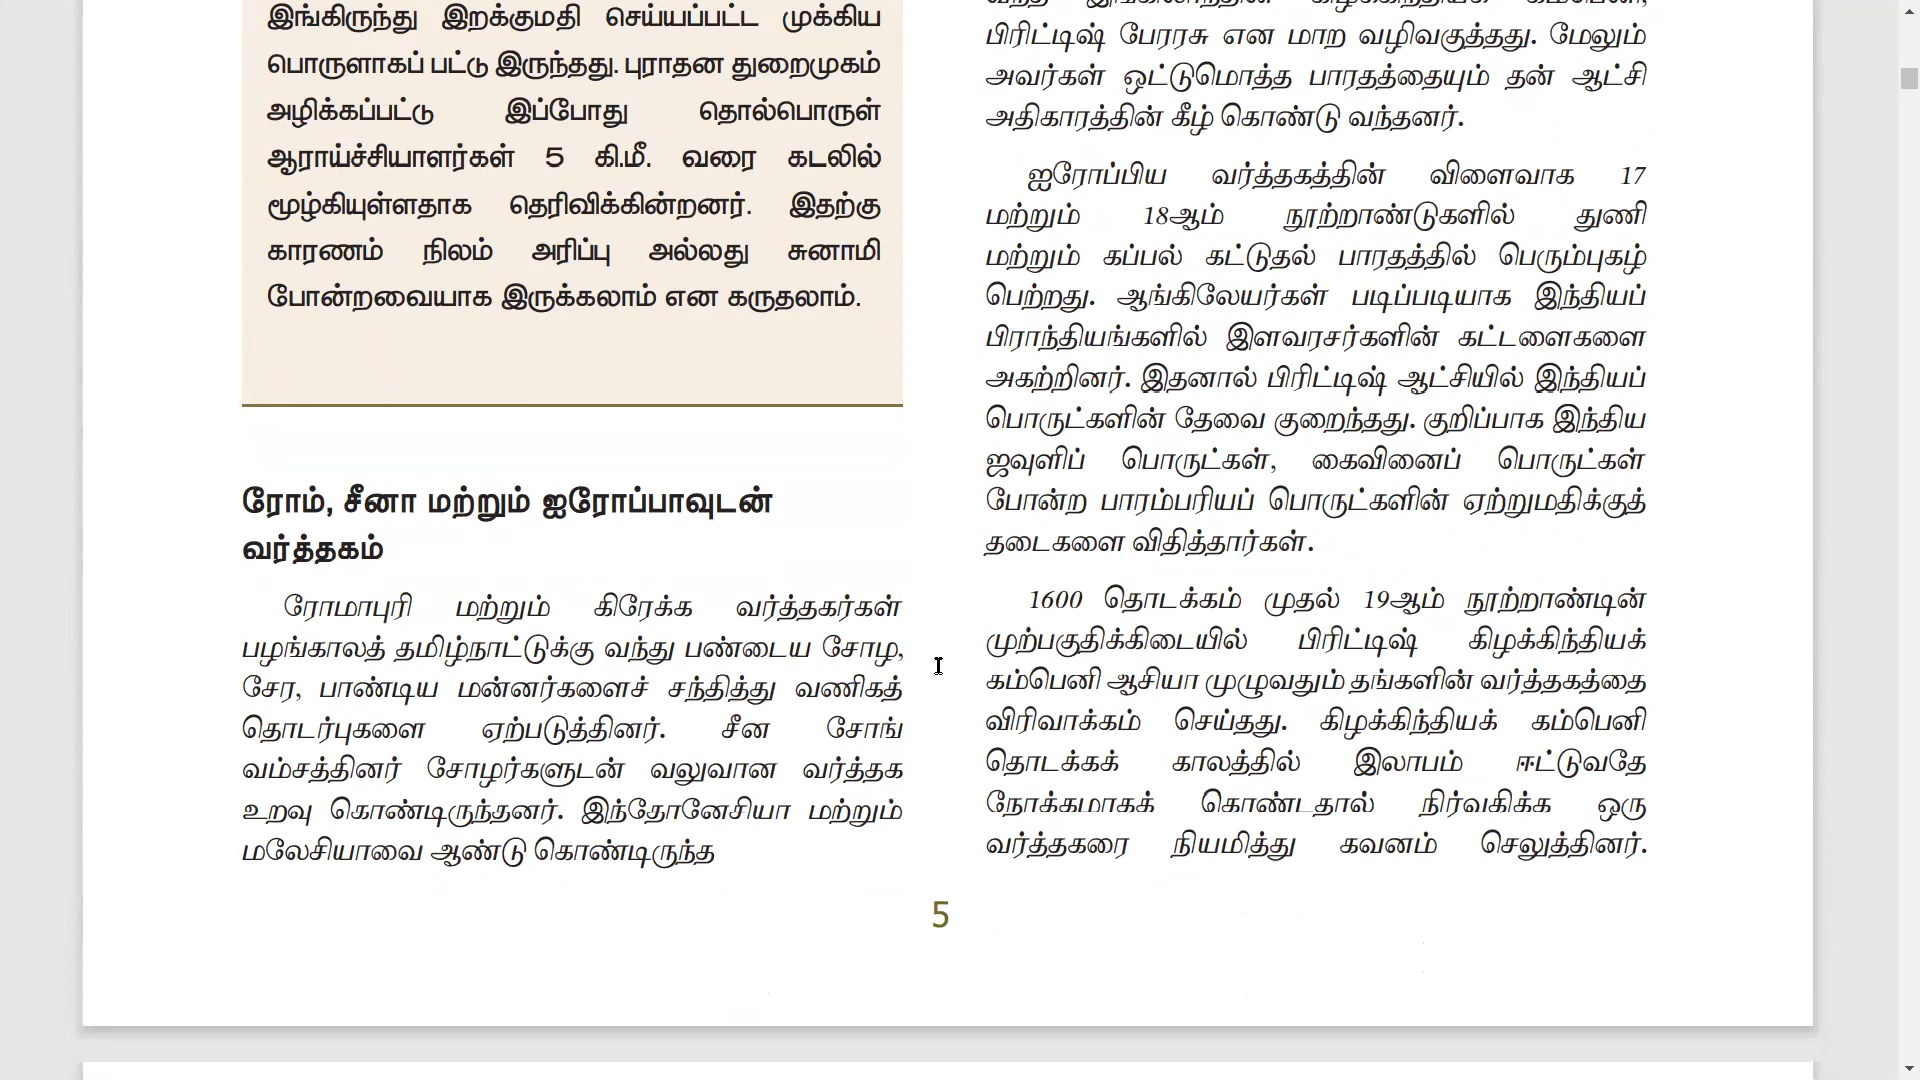 இங்கிருந்து இறக்குமதி செய்யப்பட்ட முக்கிய
பொருளாகப் பட்டு இருந்தது. புராதன துறைமுகம்
அழிக்கப்பட்டு இப்போது தொல்பொருள்
ஆராய்ச்சியாளர்கள் 5 கி.மீ. வரை கடலில்
மூழ்கியுள்ளதாக தெரிவிக்கின்றனர். இதற்கு
காரணம் நிலம் அரிப்பு அல்லது சுனாமி
போன்றவையாக இருக்கலாம் என கருதலாம்.
ரோம், சீனா மற்றும் ஐரோப்பாவுடன்
வர்த்தகம்
ரோமாபுரி மற்றும் கிரேக்க வர்த்தகர்கள்
பழங்காலத் தமிழ்நாட்டுக்கு வந்து பண்டைய சோழ,
சேர, பாண்டிய மன்னர்களைச் சந்தித்து வணிகத்
தொடர்புகளை ஏற்படுத்தினர். சீன சோங்
வம்சத்தினர் சோழர்களுடன் வலுவான வர்த்தக
உறவு கொண்டிருந்தனர். இந்தோனேசியா மற்றும்
மலேசியாவை ஆண்டு கொண்டிருந்த
பிரிட்டிஷ் பேரரசு என மாற வழிவகுத்தது. மேலும்
அவர்கள் ஒட்டுமொத்த பாரதத்தையும் தன் ஆட்சி
அதிகாரத்தின் கீழ் கொண்டு வந்தனர்.
ஐரோப்பிய வர்த்தகத்தின் விளைவாக 17
மற்றும் 18ஆம் நூற்றாண்டுகளில் துணி
மற்றும் கப்பல் கட்டுதல் பாரதத்தில் பெரும்புகழ்
பெற்றது. ஆங்கிலேயர்கள் படிப்படியாக இந்தியப்
பிராந்தியங்களில் இளவரசர்களின் கட்டளைகளை
அகற்றினர். இதனால் பிரிட்டிஷ் ஆட்சியில் இந்தியப்
பொருட்களின் தேவை குறைந்தது. குறிப்பாக இந்திய
ஜவுளிப் பொருட்கள், கைவினைப் பொருட்கள்
போன்ற பாரம்பரியப் பொருட்களின் ஏற்றுமதிக்குத்
தடைகளை விதித்தார்கள்.
1600 தொடக்கம் முதல் 19ஆம் நூற்றாண்டின்
முற்பகுதிக்கிடையில் பிரிட்டிஷ் கிழக்கிந்தியக்
கம்பெனி ஆசியா முழுவதும் தங்களின் வர்த்தகத்தை
விரிவாக்கம் செய்தது. கிழக்கிந்தியக் கம்பெனி
தொடக்கக் காலத்தில் இலாபம் ஈட்டுவதே
நோக்கமாகக் கொண்டதால் நிர்வகிக்க ஒரு
வர்த்தகரை நியமித்து கவனம் செலுத்தினர்.
5